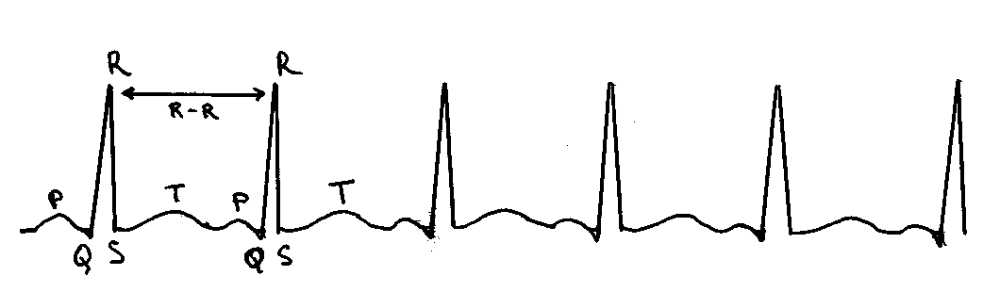 R R
R-R
P T P T
Q S Q S